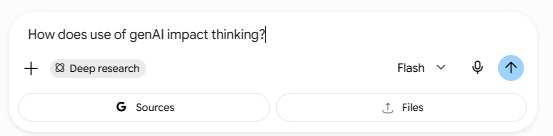 How does use of genAI impact thinking?
Deep research
Flash
Sources
Files